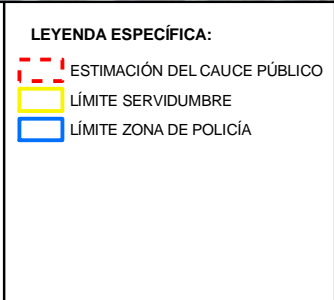 LEYENDA ESPECÍFICA:
ESTIMACIÓN DEL CAUCE PÚBLICO
LÍMITE SERVIDUMBRE
LÍMITE ZONA DE POLICÍA